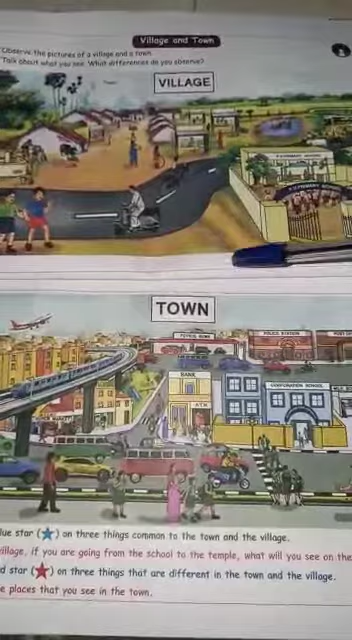 Village and Town
Observe the pictures of a village and a town.
Talk about what you see. What differences do you observe?
VILLAGE
TOWN
PETROL BUNK
POLICE STATION
BANK
ATM
CORPORATION SCHOOL
lue star ( ) on three things common to the town and the village.
illage, if you are going from the school to the temple, what will you see on the
d star ( ) on three things that are different in the town and the village.
e places that you see in the town.